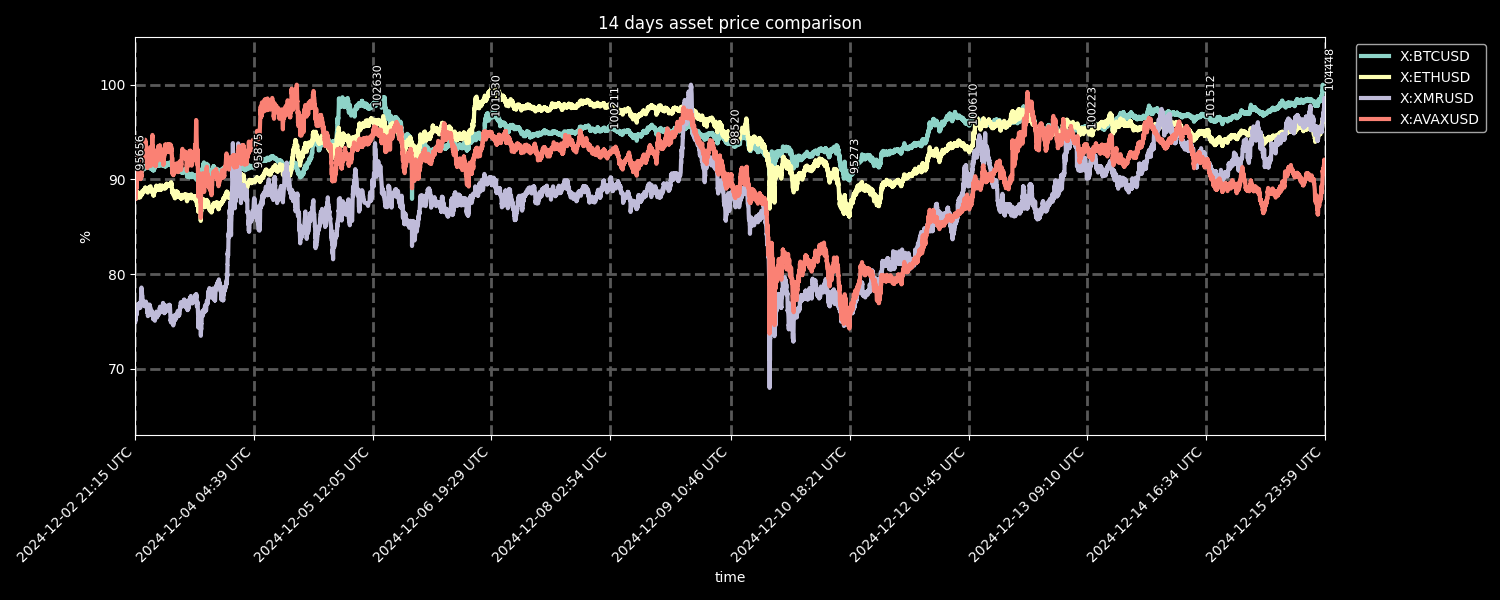 14 days asset price comparison
X:BTCUSD
X:ETHUSD
X:XMRUSD
X:AVAXUSD
100
90
80
70
%
95656
95875
102630
101530
100211
98520
95273
100610
100223
101512
104448
2024-12-02 21:15 UTC
2024-12-04 04:39 UTC
2024-12-05 12:05 UTC
2024-12-06 19:29 UTC
2024-12-08 02:54 UTC
2024-12-09 10:46 UTC
2024-12-10 18:21 UTC
2024-12-12 01:45 UTC
2024-12-13 09:10 UTC
2024-12-14 16:34 UTC
2024-12-15 23:59 UTC
time